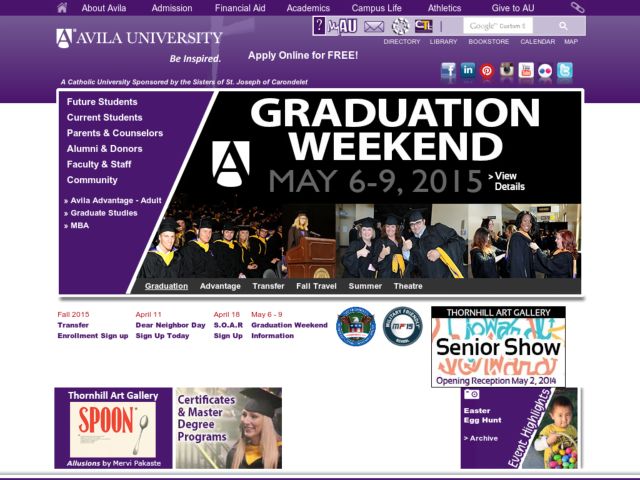 About Avila Admission Financial Aid Academics Campus Life Athletics Give to AU
AVILA UNIVERSITY
Be Inspired.
Apply Online for FREE!
Google™ Custom S
DIRECTORY LIBRARY BOOKSTORE CALENDAR MAP
A Catholic University Sponsored by the Sisters of St. Joseph of Carondelet
Future Students
Current Students
Parents & Counselors
Alumni & Donors
Faculty & Staff
Community
» Avila Advantage - Adult
» Graduate Studies
» MBA
GRADUATION
WEEKEND
MAY 6-9, 2015
> View
Details
Graduation Advantage Transfer Fall Travel Summer Theatre
Fall 2015
Transfer
Enrollment Sign up
April 11
Dear Neighbor Day
Sign Up Today
April 18
S.O.A.R
Sign Up
May 6 - 9
Graduation Weekend
Information
MILITARY FRIENDLY
MF15
SCHOOL
THORNHILL ART GALLERY
Senior Show
Opening Reception May 2, 2014
Thornhill Art Gallery
SPOON
Allusions by Mervi Pakaste
Certificates
& Master
Degree
Programs
Easter
Egg Hunt
> Archive
Event Highlights